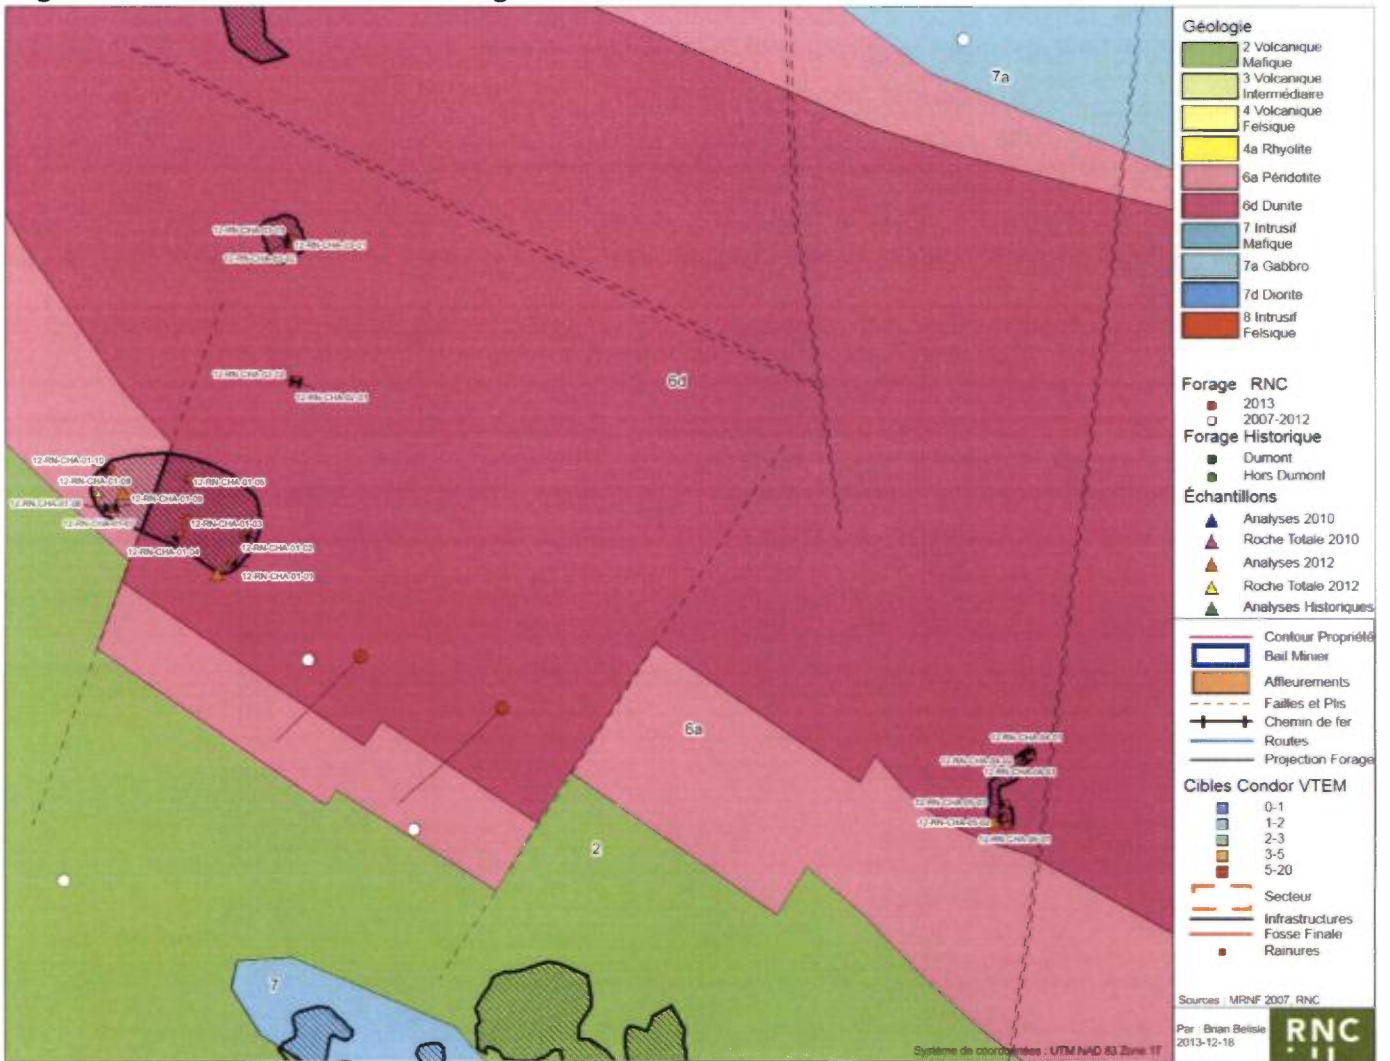 7a
12-RN-CHA-02-01
6d
12-RN-CHA-01-10
12-RN-CHA-01-05
12-RN-CHA-01-03
12-RN-CHA-01-04
12-RN-CHA-01-02
12-RN-CHA-01-01
6a
2
7
Système de coordonnées : UTM NAD 83 Zone 17
Géologie
2 Volcanique
Mafique
3 Volcanique
Intermédiaire
4 Volcanique
Felsique
4a Rhyolite
6a Péridotite
6d Dunite
7 Intrusif
Mafique
7a Gabbro
7d Diorite
8 Intrusif
Felsique
Forage RNC
2013
2007-2012
Forage Historique
Dumont
Hors Dumont
Échantillons
Analyses 2010
Roche Totale 2010
Analyses 2012
Roche Totale 2012
Analyses Historiques
Contour Propriété
Bail Minier
Affleurements
Failles et Plis
Chemin de fer
Routes
Projection Forage
Cibles Condor VTEM
0-1
1-2
2-3
3-5
5-20
Secteur
Infrastructures
Fosse Finale
Rainures
Sources : MRNF 2007, RNC
Par : Brian Belisle
2013-12-18
RNC